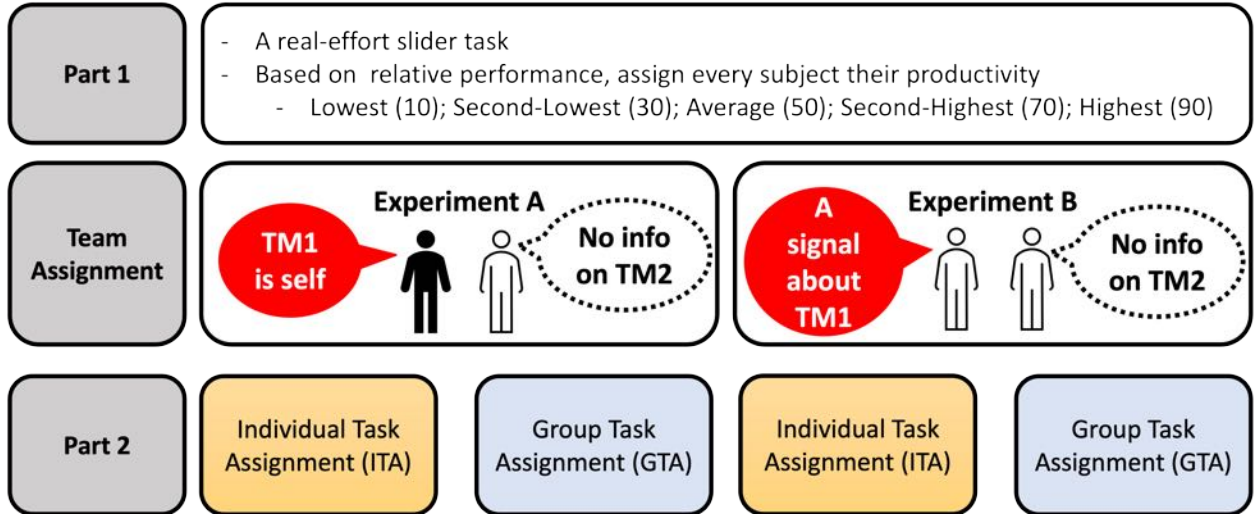 Part 1
- A real-effort slider task
- Based on relative performance, assign every subject their productivity
- Lowest (10); Second-Lowest (30); Average (50); Second-Highest (70); Highest (90)
Team
Assignment
Experiment A
TM1
is self
No info
on TM2
Experiment B
A
signal
about
TM1
No info
on TM2
Part 2
Individual Task
Assignment (ITA)
Group Task
Assignment (GTA)
Individual Task
Assignment (ITA)
Group Task
Assignment (GTA)